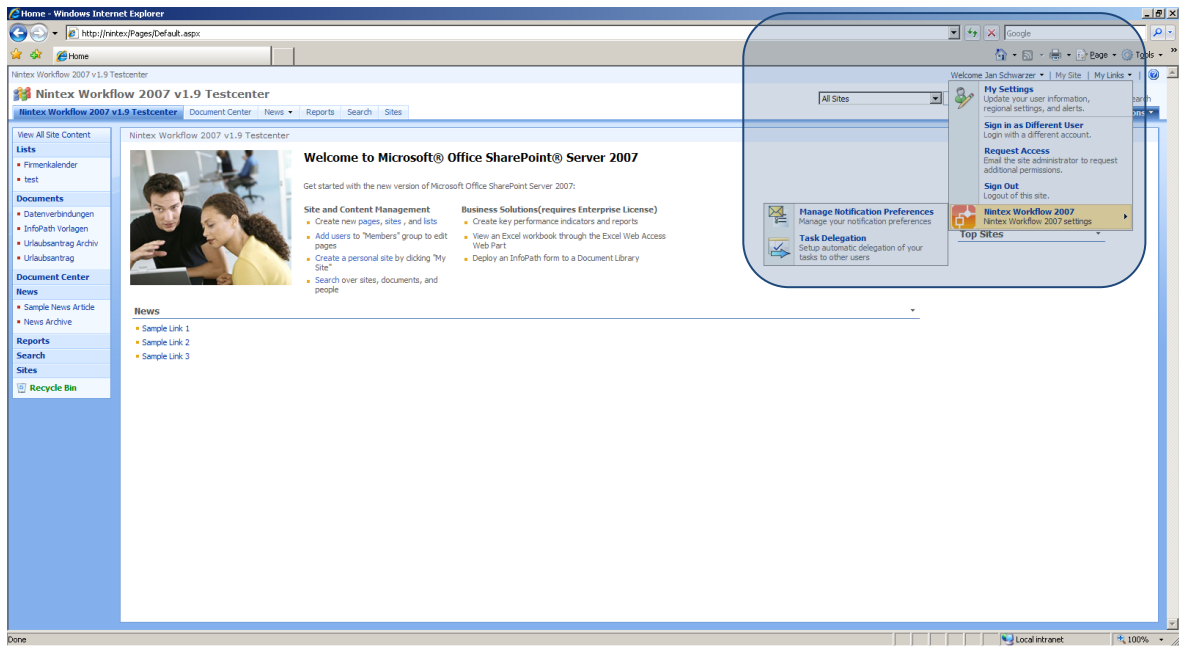 Home - Windows Internet Explorer
http://nintex/Pages/Default.aspx
Google
Home
Page
Tools
Nintex Workflow 2007 v1.9 Testcenter
Welcome Jan Schwarzer | My Site | My Links |
Nintex Workflow 2007 v1.9 Testcenter
All Sites
Nintex Workflow 2007 v1.9 Testcenter
Document Center
News
Reports
Search
Sites
My Settings
Update your user information,
regional settings, and alerts.
Sign in as Different User
Login with a different account.
Request Access
Email the site administrator to request
additional permissions.
Sign Out
Logout of this site.
Nintex Workflow 2007
Nintex Workflow 2007 settings
Manage Notification Preferences
Manage your notification preferences
Task Delegation
Setup automatic delegation of your
tasks to other users
Top Sites
View All Site Content
Lists
Firmenkalender
test
Documents
Datenverbindungen
InfoPath Vorlagen
Urlaubsantrag Archiv
Urlaubsantrag
Document Center
News
Sample News Article
News Archive
Reports
Search
Sites
Recycle Bin
Nintex Workflow 2007 v1.9 Testcenter
Welcome to Microsoft® Office SharePoint® Server 2007
Get started with the new version of Microsoft Office SharePoint Server 2007:
Site and Content Management
Create new pages, sites , and lists
Add users to "Members" group to edit
pages
Create a personal site by clicking "My
Site"
Search over sites, documents, and
people
Business Solutions(requires Enterprise License)
Create key performance indicators and reports
View an Excel workbook through the Excel Web Access
Web Part
Deploy an InfoPath form to a Document Library
News
Sample Link 1
Sample Link 2
Sample Link 3
Done
Local intranet
100%